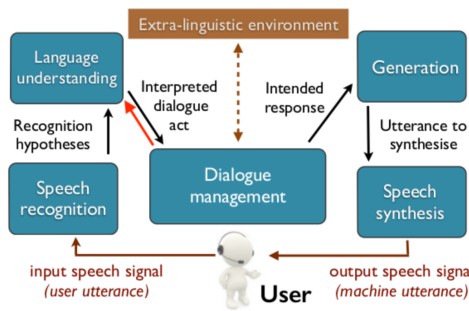 Extra-linguistic environment
Language
understanding
Generation
Interpreted
dialogue
act
Intended
response
Recognition
hypotheses
Utterance to
synthesise
Dialogue
management
Speech
recognition
Speech
synthesis
input speech signal
(user utterance)
User
output speech signa
(machine utterance)